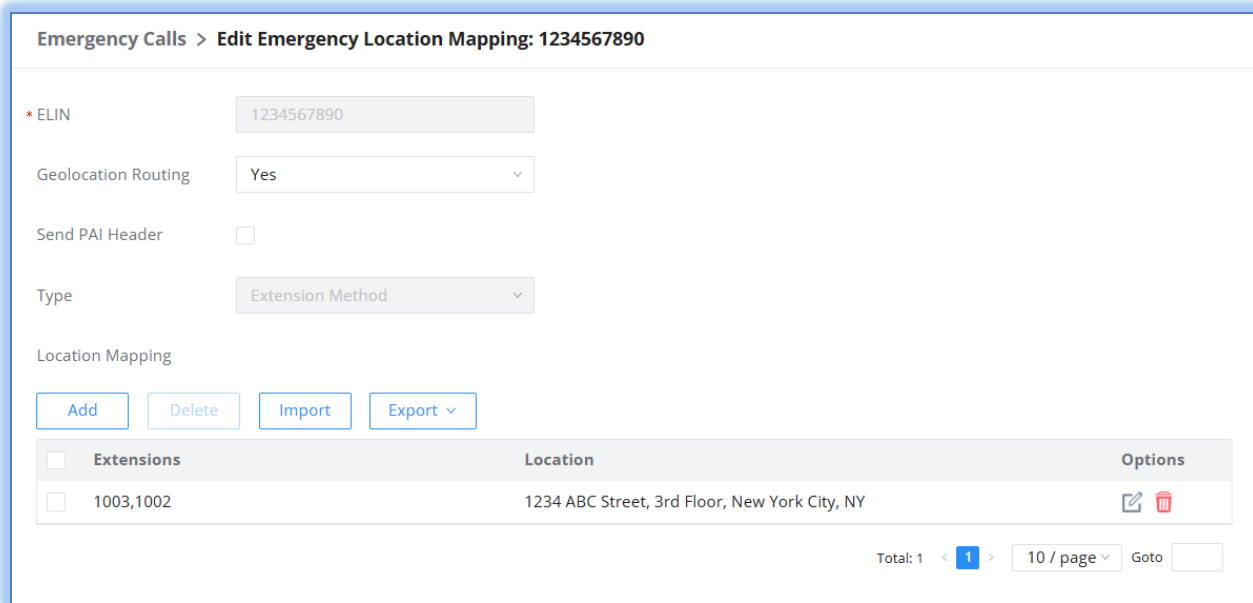 Emergency Calls > Edit Emergency Location Mapping: 1234567890
* ELIN 1234567890
Geolocation Routing Yes
Send PAI Header
Type Extension Method
Location Mapping
Add Delete Import Export
Extensions Location Options
1003,1002 1234 ABC Street, 3rd Floor, New York City, NY
Total: 1 < 1 > 10 / page Goto